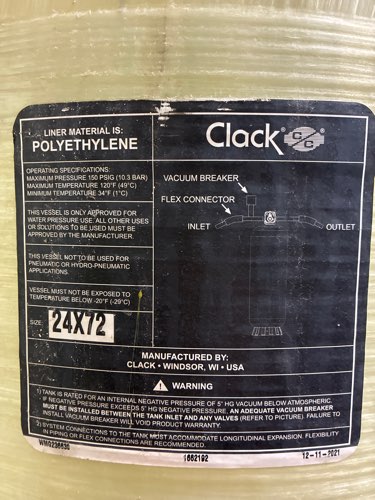 LINER MATERIAL IS:
POLYETHYLENE
OPERATING SPECIFICATIONS:
MAXIMUM PRESSURE 150 PSIG (10.3 BAR)
MAXIMUM TEMPERATURE 120°F (49°C)
MINIMUM TEMPERATURE 34°F (1°C)
THIS VESSEL IS ONLY APPROVED FOR
WATER PRESSURE USE. ALL OTHER USES
OR SOLUTIONS TO BE USED MUST BE
APPROVED BY THE MANUFACTURER.
THIS VESSEL NOT TO BE USED FOR
PNEUMATIC OR HYDRO-PNEUMATIC
APPLICATIONS.
VESSEL MUST NOT BE EXPOSED TO
TEMPERATURE BELOW -20°F (-29°C)
SIZE 24X72
Clack®
VACUUM BREAKER
FLEX CONNECTOR
INLET
OUTLET
MANUFACTURED BY:
CLACK • WINDSOR, WI • USA
WARNING
1) TANK IS RATED FOR AN INTERNAL NEGATIVE PRESSURE OF 5" HG VACUUM BELOW ATMOSPHERIC.
IF NEGATIVE PRESSURE EXCEEDS 5" HG NEGATIVE PRESSURE, AN ADEQUATE VACUUM BREAKER
MUST BE INSTALLED BETWEEN THE TANK INLET AND ANY VALVES (REFER TO PICTURE). FAILURE TO
INSTALL VACUUM BREAKER WILL VOID PRODUCT WARRANTY.
2) SYSTEM PIPING CONNECTION MUST ACCOMMODATE LONGITUDINAL EXPANSION. FLEXIBILITY
IN PIPING OR FLEX CONNECTIONS ARE RECOMMENDED.
1662192
12-11-2021